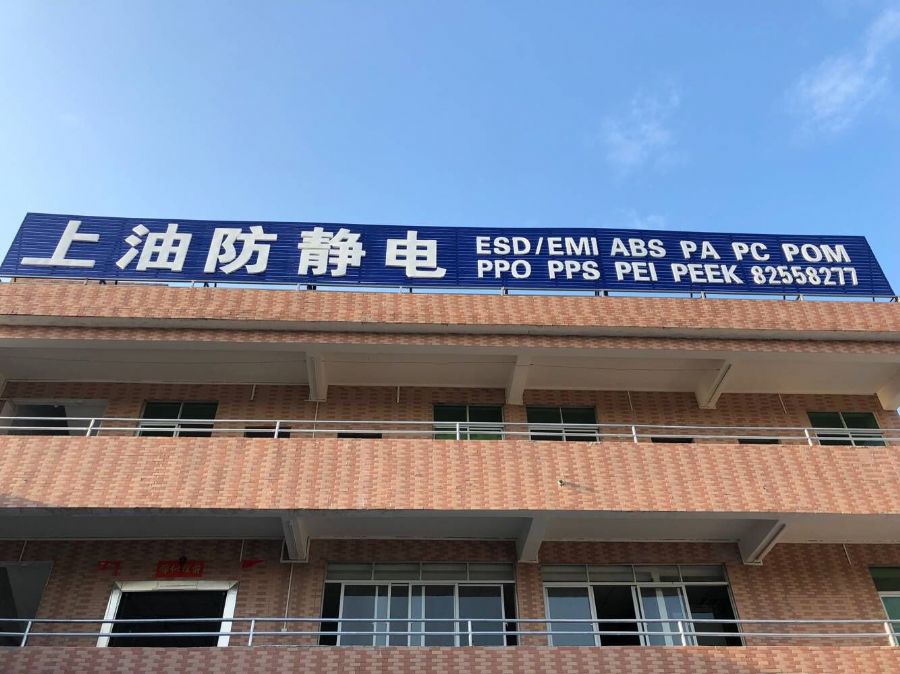 上油防静电
ESD/EMI ABS PA PC POM
PPO PPS PEI PEEK 82558277